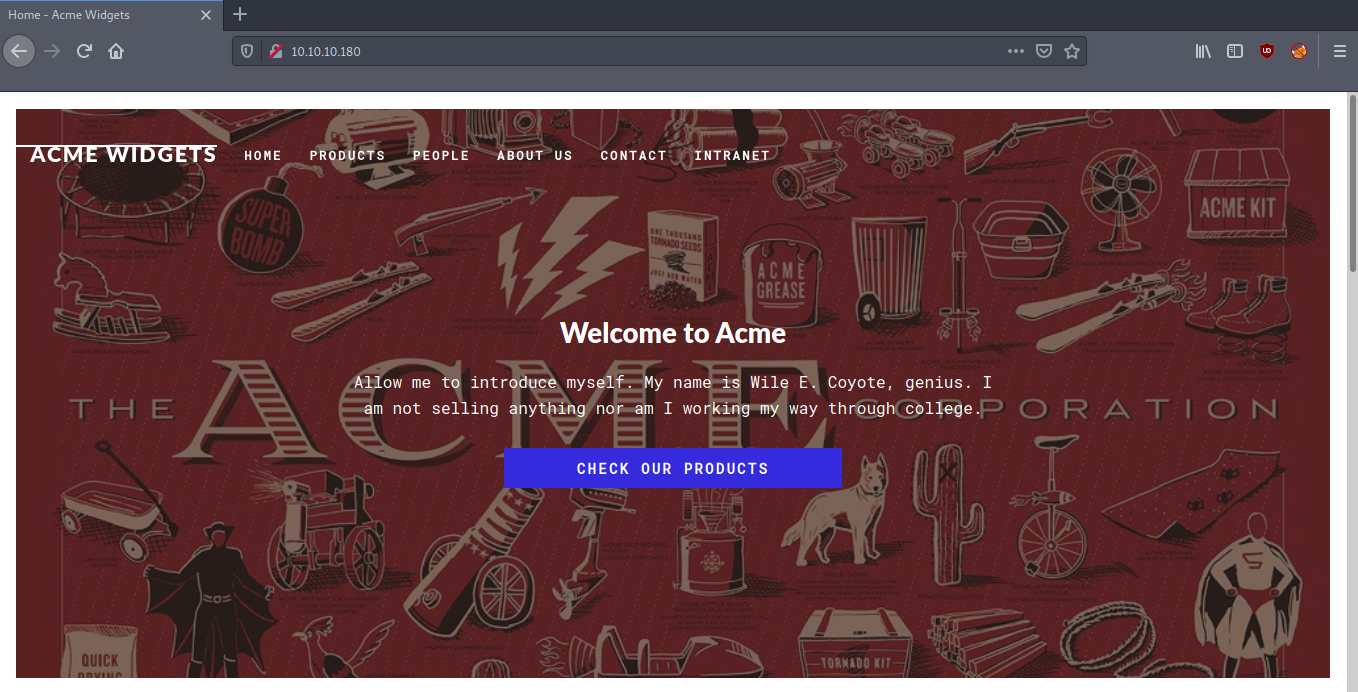 Home - Acme Widgets
10.10.10.180
ACME WIDGETS HOME PRODUCTS PEOPLE ABOUT US CONTACT INTRANET
SUPER
BOMB
ONE THOUSAND
TORNADO SEEDS
JUST ADD WATER
ACME
GREASE
ACME KIT
Welcome to Acme
Allow me to introduce myself. My name is Wile E. Coyote, genius. I
am not selling anything nor am I working my way through college.
THE ACME CORPORATION
CHECK OUR PRODUCTS
QUICK
DRYING
TORNADO KIT